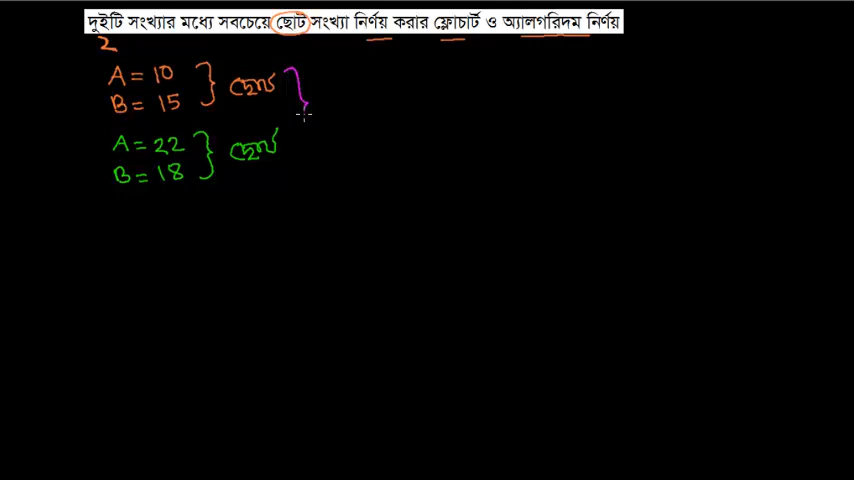 দুইটি সংখ্যার মধ্যে সবচেয়ে ছোট সংখ্যা নির্ণয় করার ফ্লোচার্ট ও অ্যালগরিদম নির্ণয়
2
A = 10
B = 15
ছোট
A = 22
B = 18
ছোট